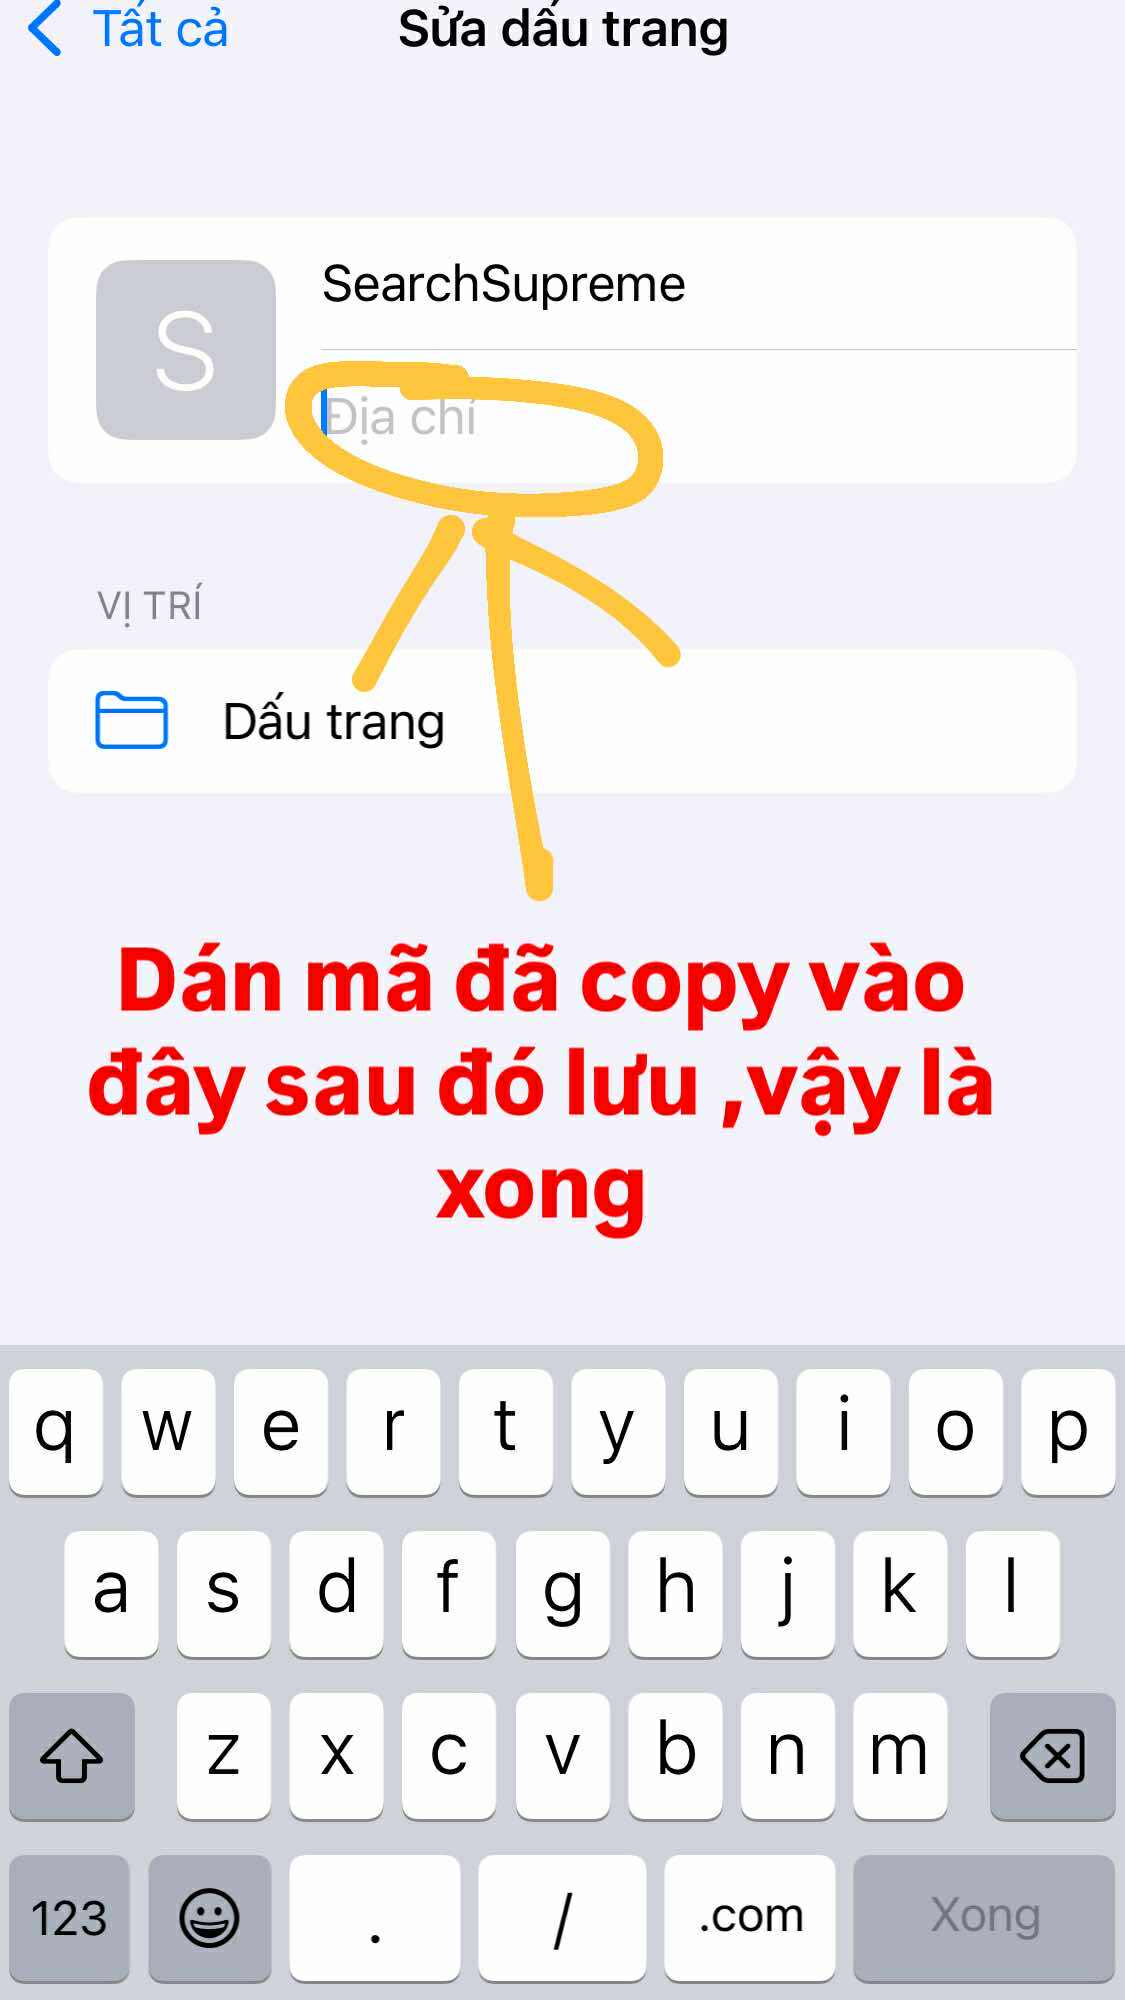 Tất cả
Sửa dấu trang
S
SearchSupreme
Địa chỉ
VỊ TRÍ
Dấu trang
Dán mã đã copy vào
đây sau đó lưu ,vậy là
xong
q w e r t y u i o p
a s d f g h j k l
z x c v b n m
123 . / .com Xong